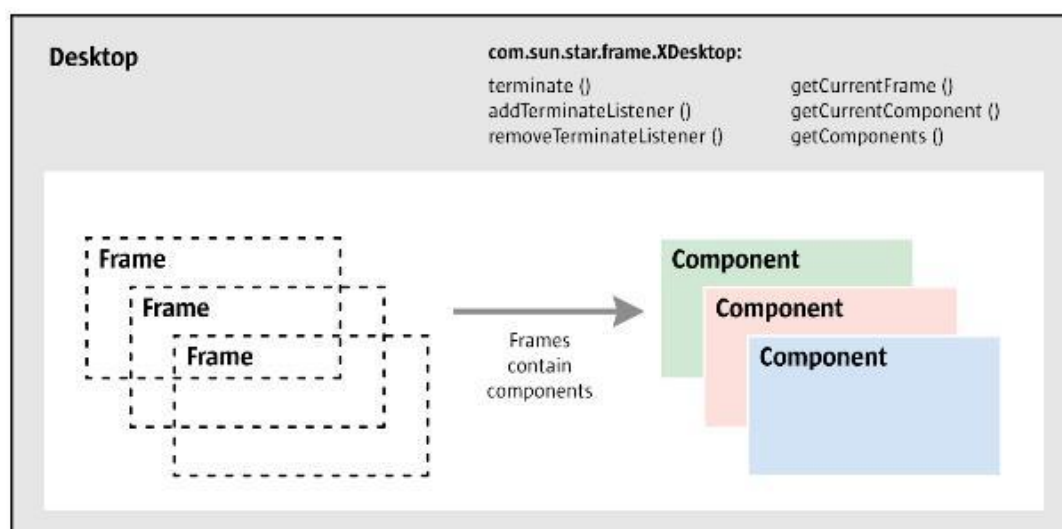 Desktop
com.sun.star.frame.XDesktop:
terminate () getCurrentFrame ()
addTerminateListener () getCurrentComponent ()
removeTerminateListener () getComponents ()
Frame
Frame
Frame
Frames
contain
components
Component
Component
Component